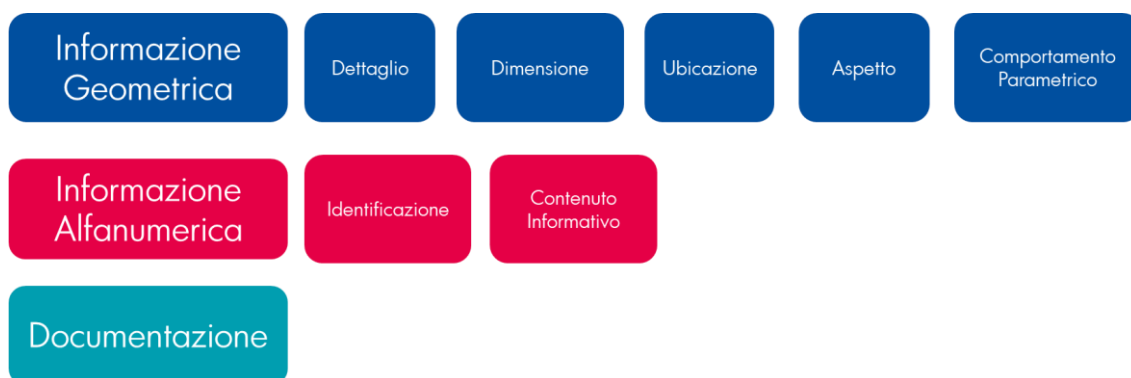 Informazione
Geometrica
Dettaglio
Dimensione
Ubicazione
Aspetto
Comportamento
Parametrico
Informazione
Alfanumerica
Identificazione
Contenuto
Informativo
Documentazione